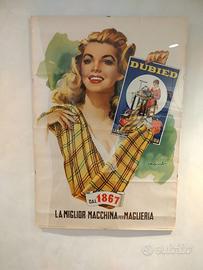 DUBIED
DAL 1867
LA MIGLIOR MACCHINA PER MAGLIERIA
subito